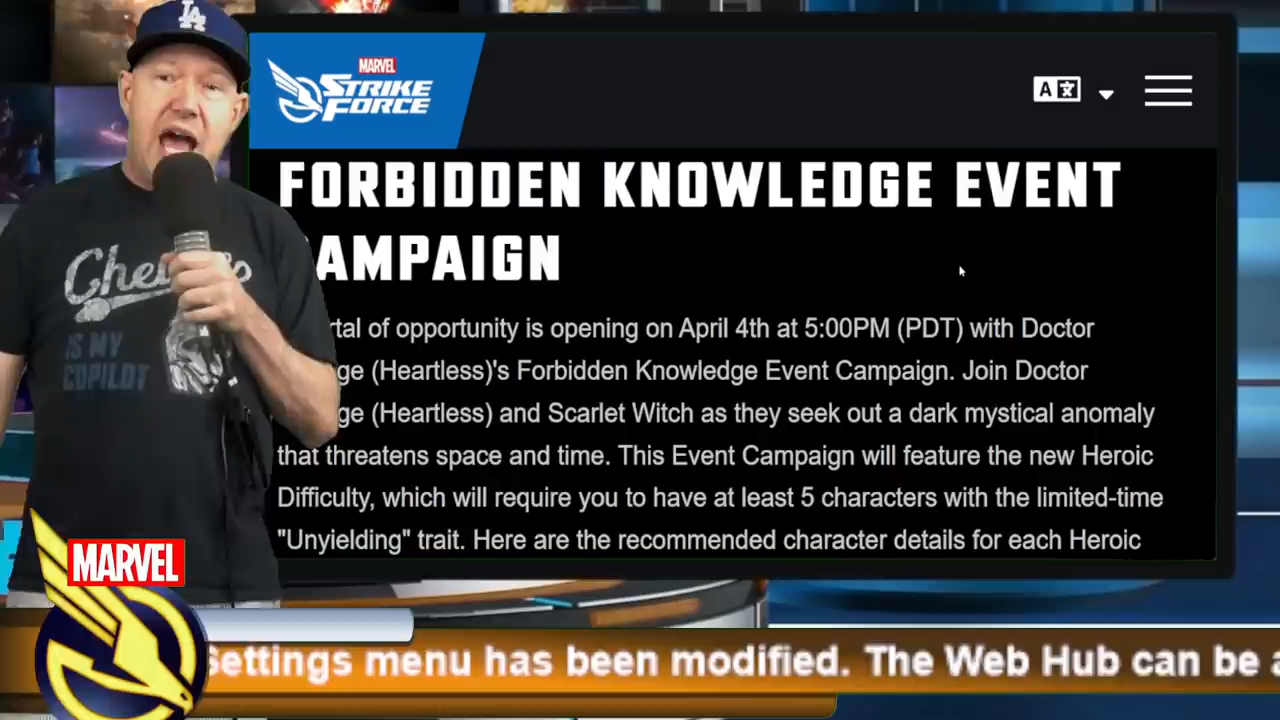 LA
MARVEL
STRIKE
FORCE
A
FORBIDDEN KNOWLEDGE EVENT
AMPAIGN
rtal of opportunity is opening on April 4th at 5:00PM (PDT) with Doctor
ge (Heartless)'s Forbidden Knowledge Event Campaign. Join Doctor
ge (Heartless) and Scarlet Witch as they seek out a dark mystical anomaly
that threatens space and time. This Event Campaign will feature the new Heroic
Difficulty, which will require you to have at least 5 characters with the limited-time
"Unyielding" trait. Here are the recommended character details for each Heroic
IS MY
COPILOT
MARVEL
Settings menu has been modified. The Web Hub can be a